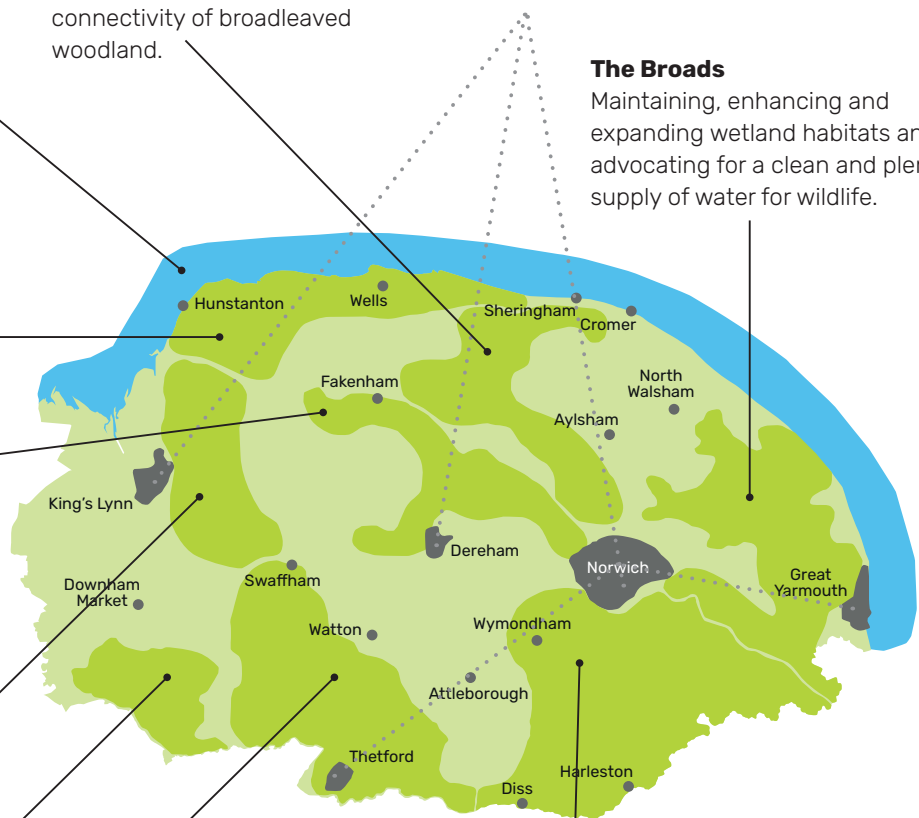 connectivity of broadleaved
woodland.
The Broads
Maintaining, enhancing and
expanding wetland habitats
advocating for a clean and
supply of water for wildlife.
Hunstanton
Wells
Sheringham
Cromer
Fakenham
North
Walsham
Aylsham
King's Lynn
Dereham
Norwich
Great
Yarmouth
Downham
Market
Swaffham
Watton
Wymondham
Attleborough
Thetford
Diss
Harleston